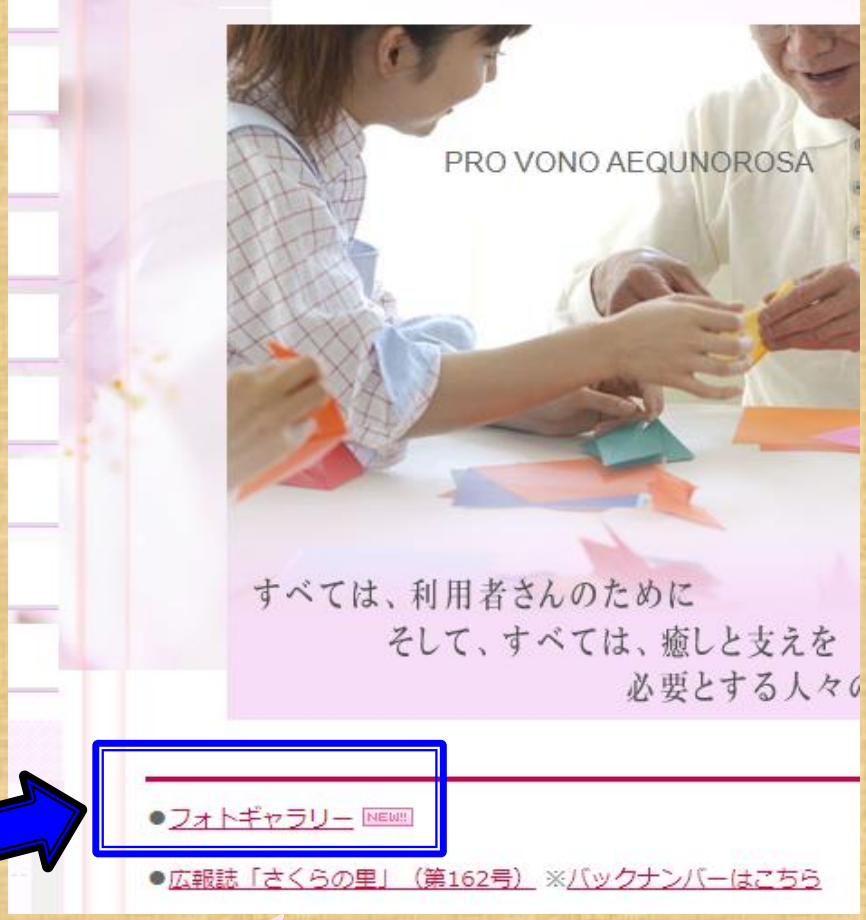 PRO VONO AEQUNOROSA
すべては、利用者さんのために
そして、すべては、癒しと支えを
必要とする人々の
●フォトギャラリー NEW!!
●広報誌「さくらの里」（第162号） ※バックナンバーはこちら